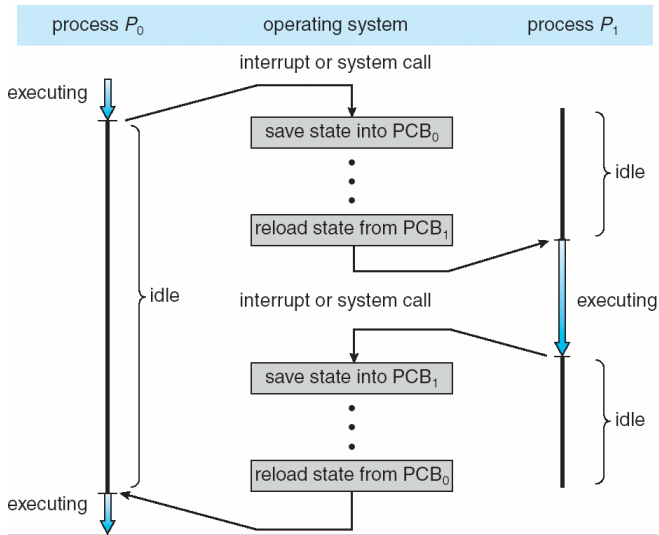 process P0 operating system process P1
interrupt or system call
executing
save state into PCB0
idle
reload state from PCB1
idle
interrupt or system call
executing
save state into PCB1
idle
reload state from PCB0
executing